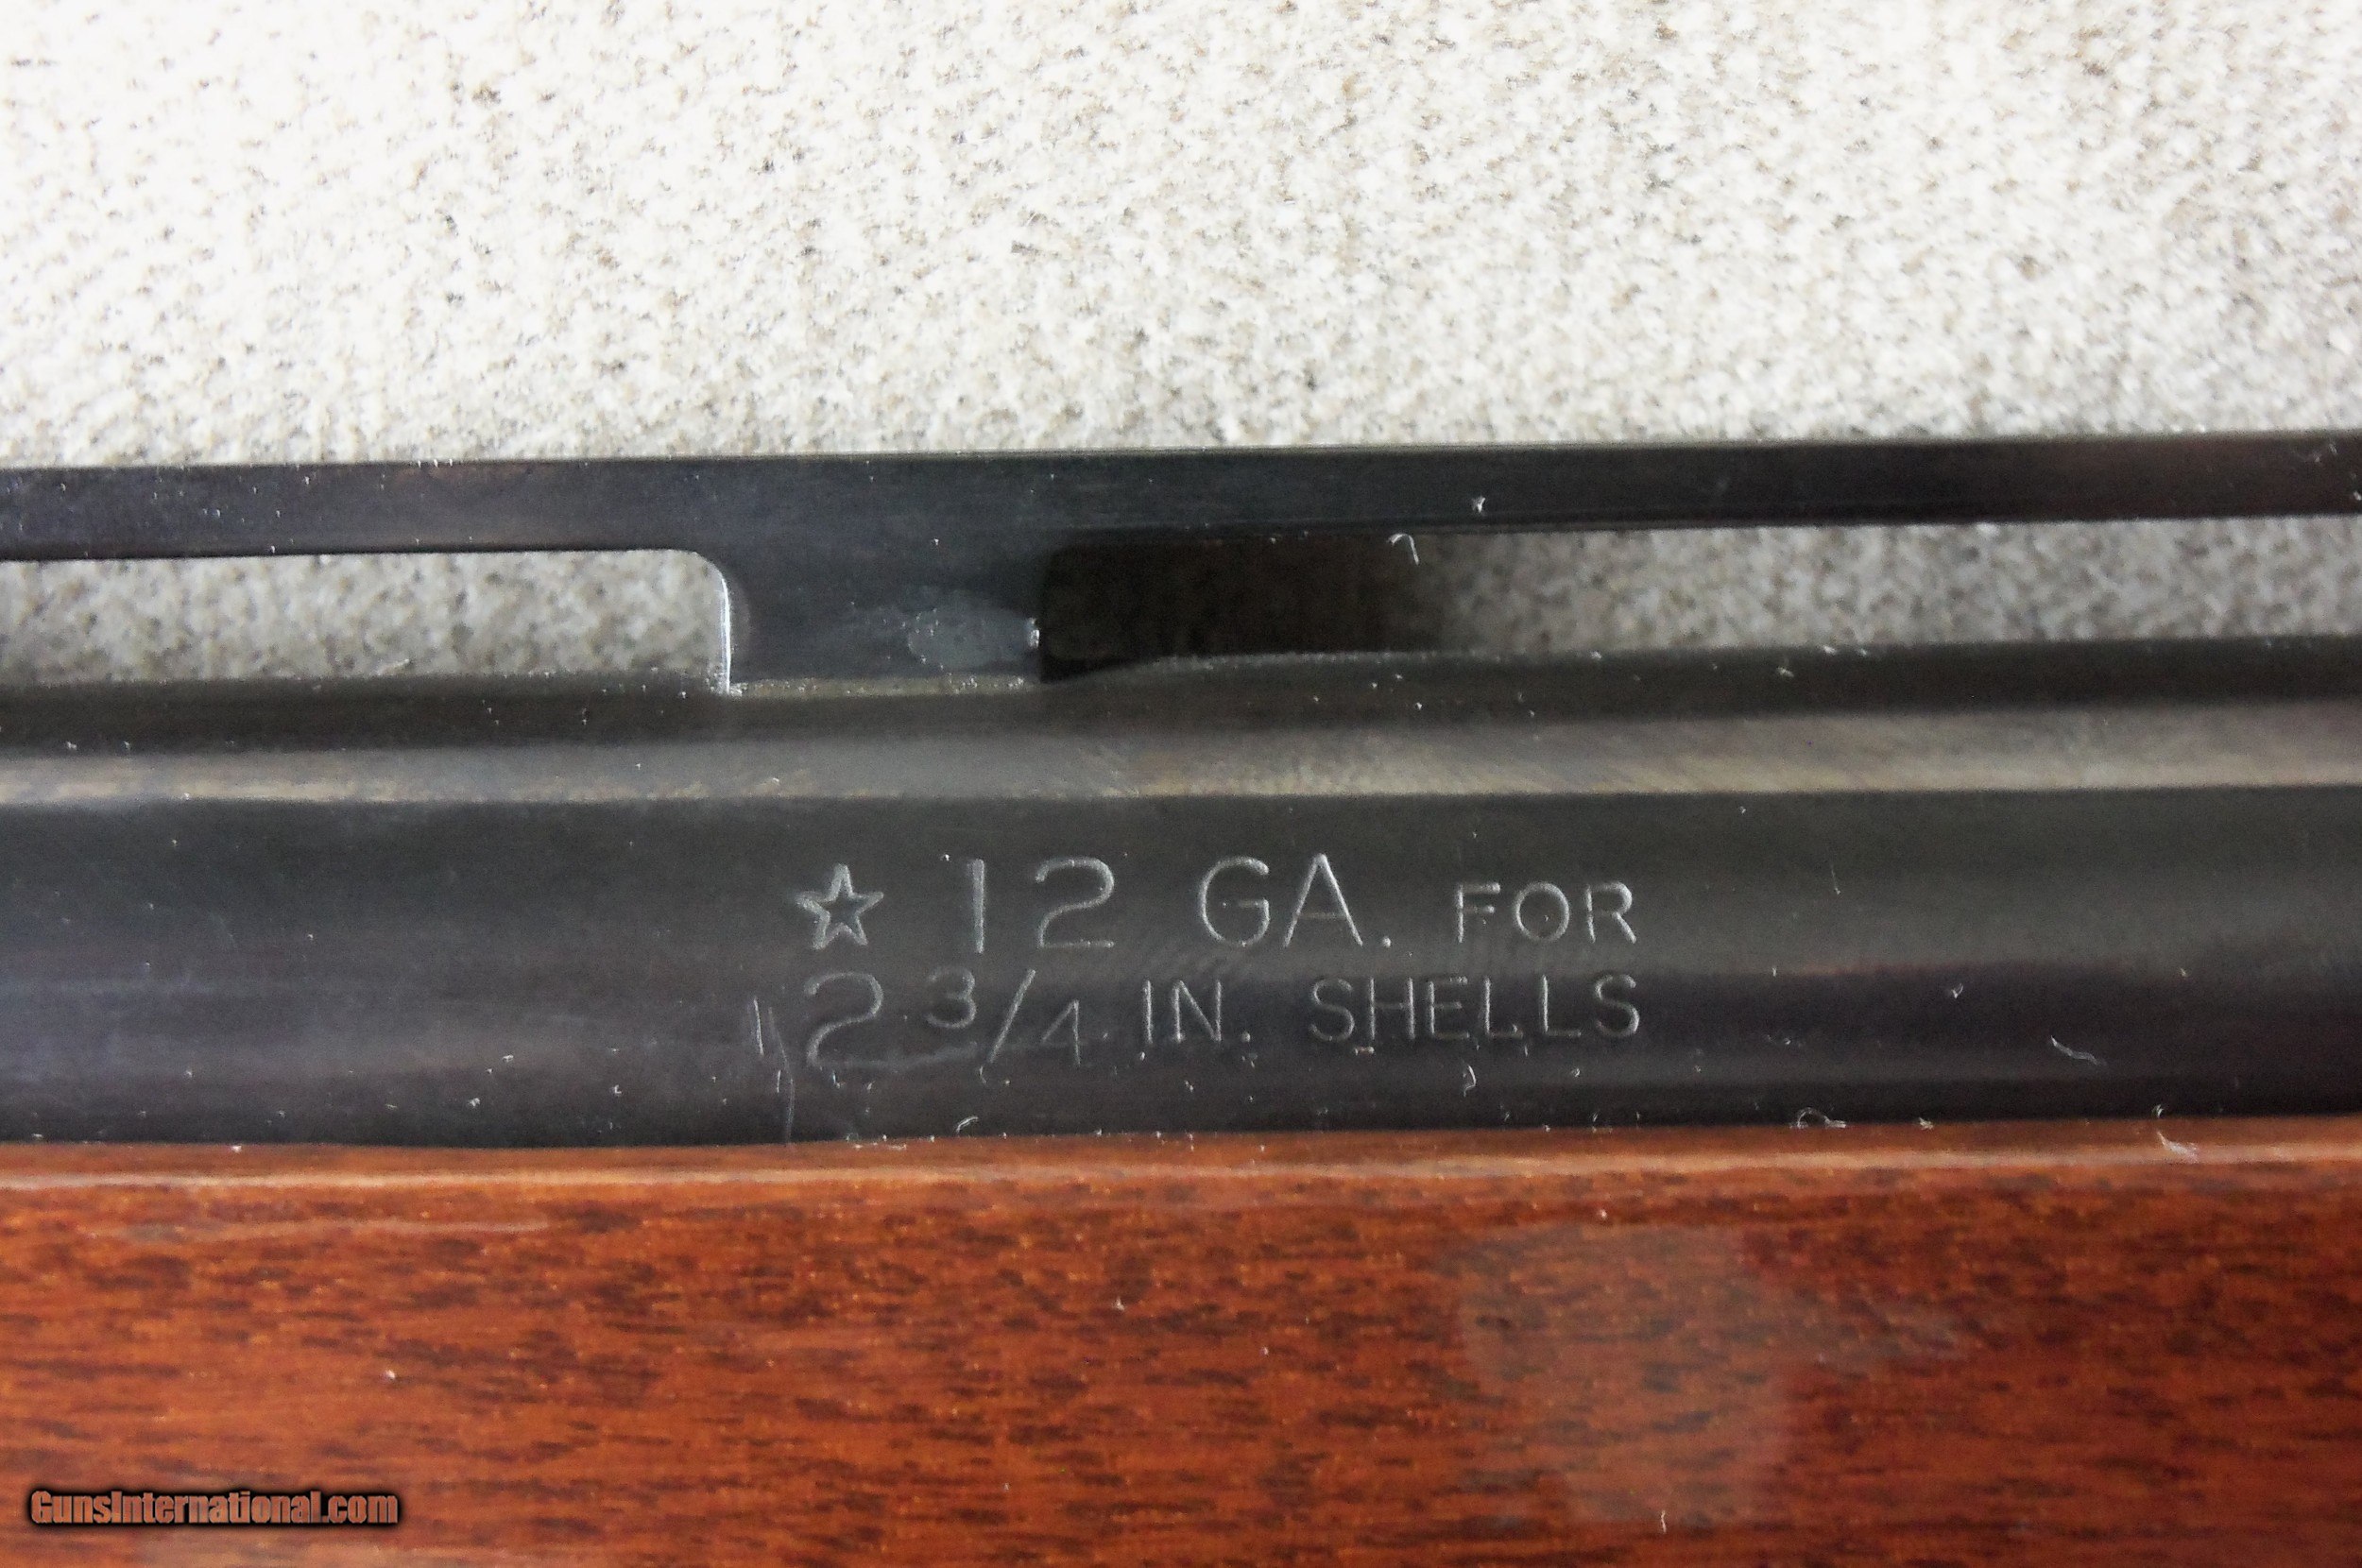 ☆ 12 GA. FOR
2 3/4 IN. SHELLS
GunsInternational.com